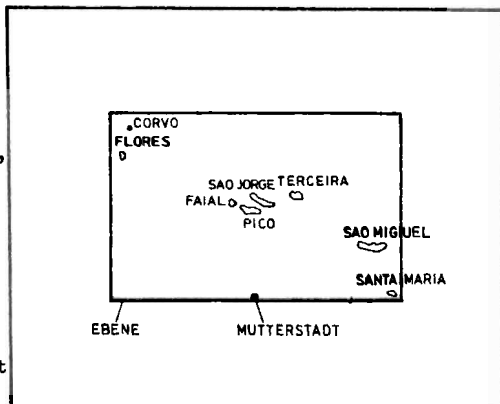 CORVO
FLORES
SAO JORGE TERCEIRA
FAIAL
PICO
SAO MIGUEL
SANTA MARIA
EBENE MUTTERSTADT
,
t